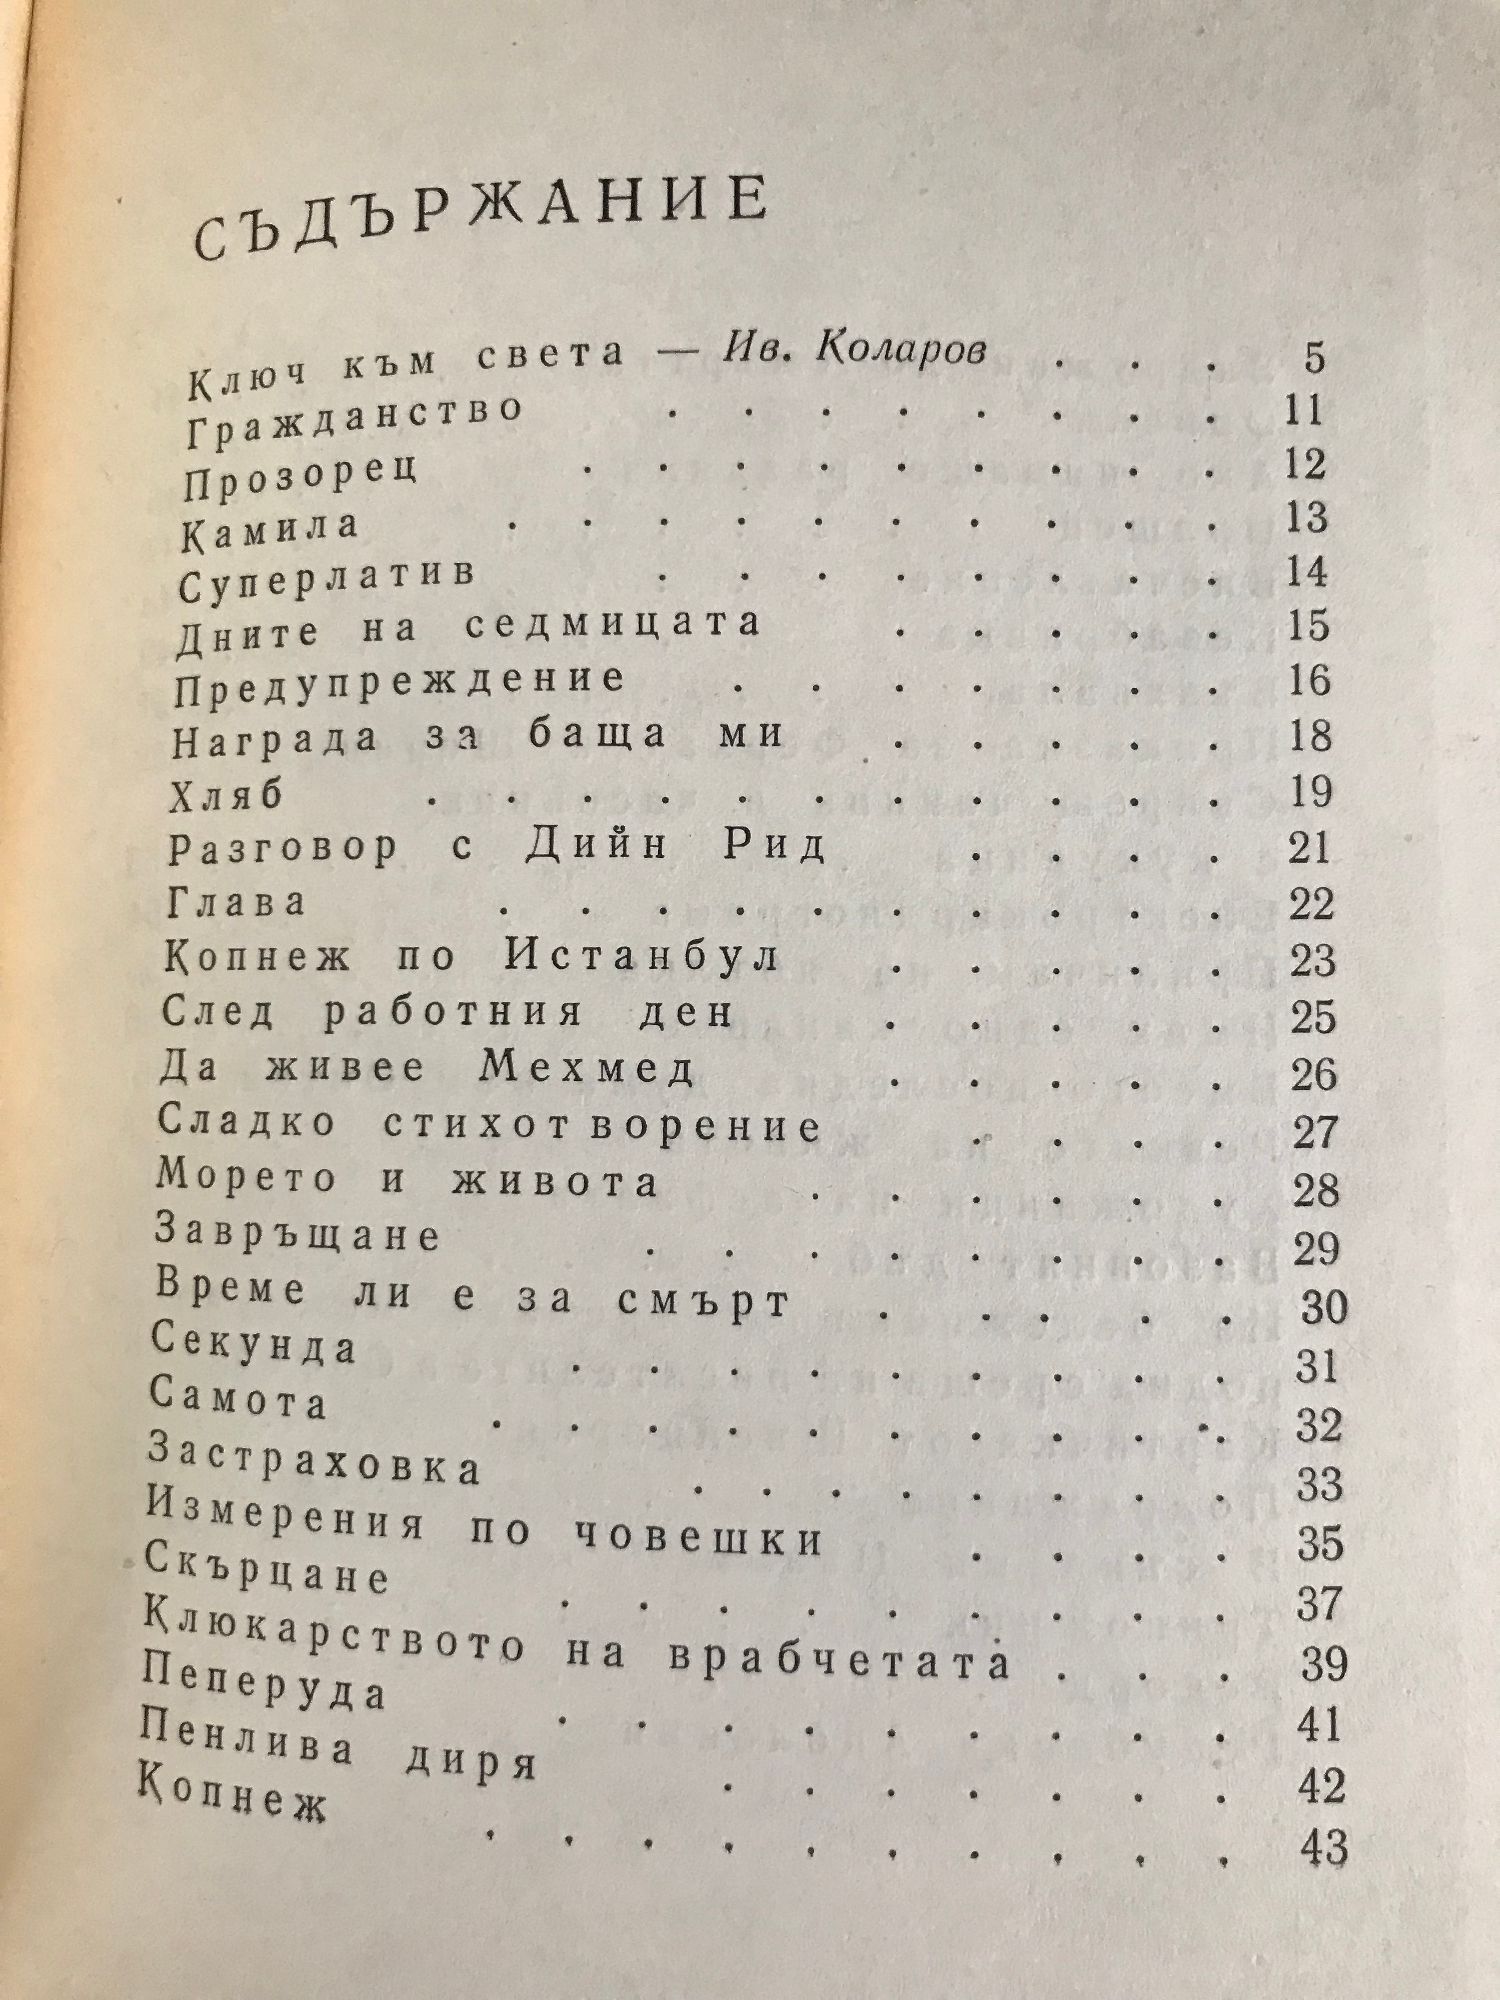 СЪДЪРЖАНИЕ
Ключ към света — Ив. Коларов . . . 5
Гражданство . . . . . . . . 11
Прозорец . . . . . . . . . 12
Камила . . . . . . . . . . 13
Суперлатив . . . . . . . . 14
Дните на седмицата . . . . . 15
Предупреждение . . . . . . . 16
Награда за баща ми . . . . . 18
Хляб . . . . . . . . . . . 19
Разговор с Дийн Рид . . . . 21
Глава . . . . . . . . . . 22
Копнеж по Истанбул . . . . . 23
След работния ден . . . . . 25
Да живее Мехмед . . . . . 26
Сладко стихотворение . . . . 27
Морето и живота . . . . . . 28
Завръщане . . . . . . . . 29
Време ли е за смърт . . . . . 30
Секунда . . . . . . . . . 31
Самота . . . . . . . . . . 32
Застраховка . . . . . . . . 33
Измерения по човешки . . . . 35
Скърцане . . . . . . . . . 37
Клюкарството на врабчетата . . . 39
Пеперуда . . . . . . . . . 41
Пенлива диря . . . . . . . 42
Копнеж . . . . . . . . . . 43